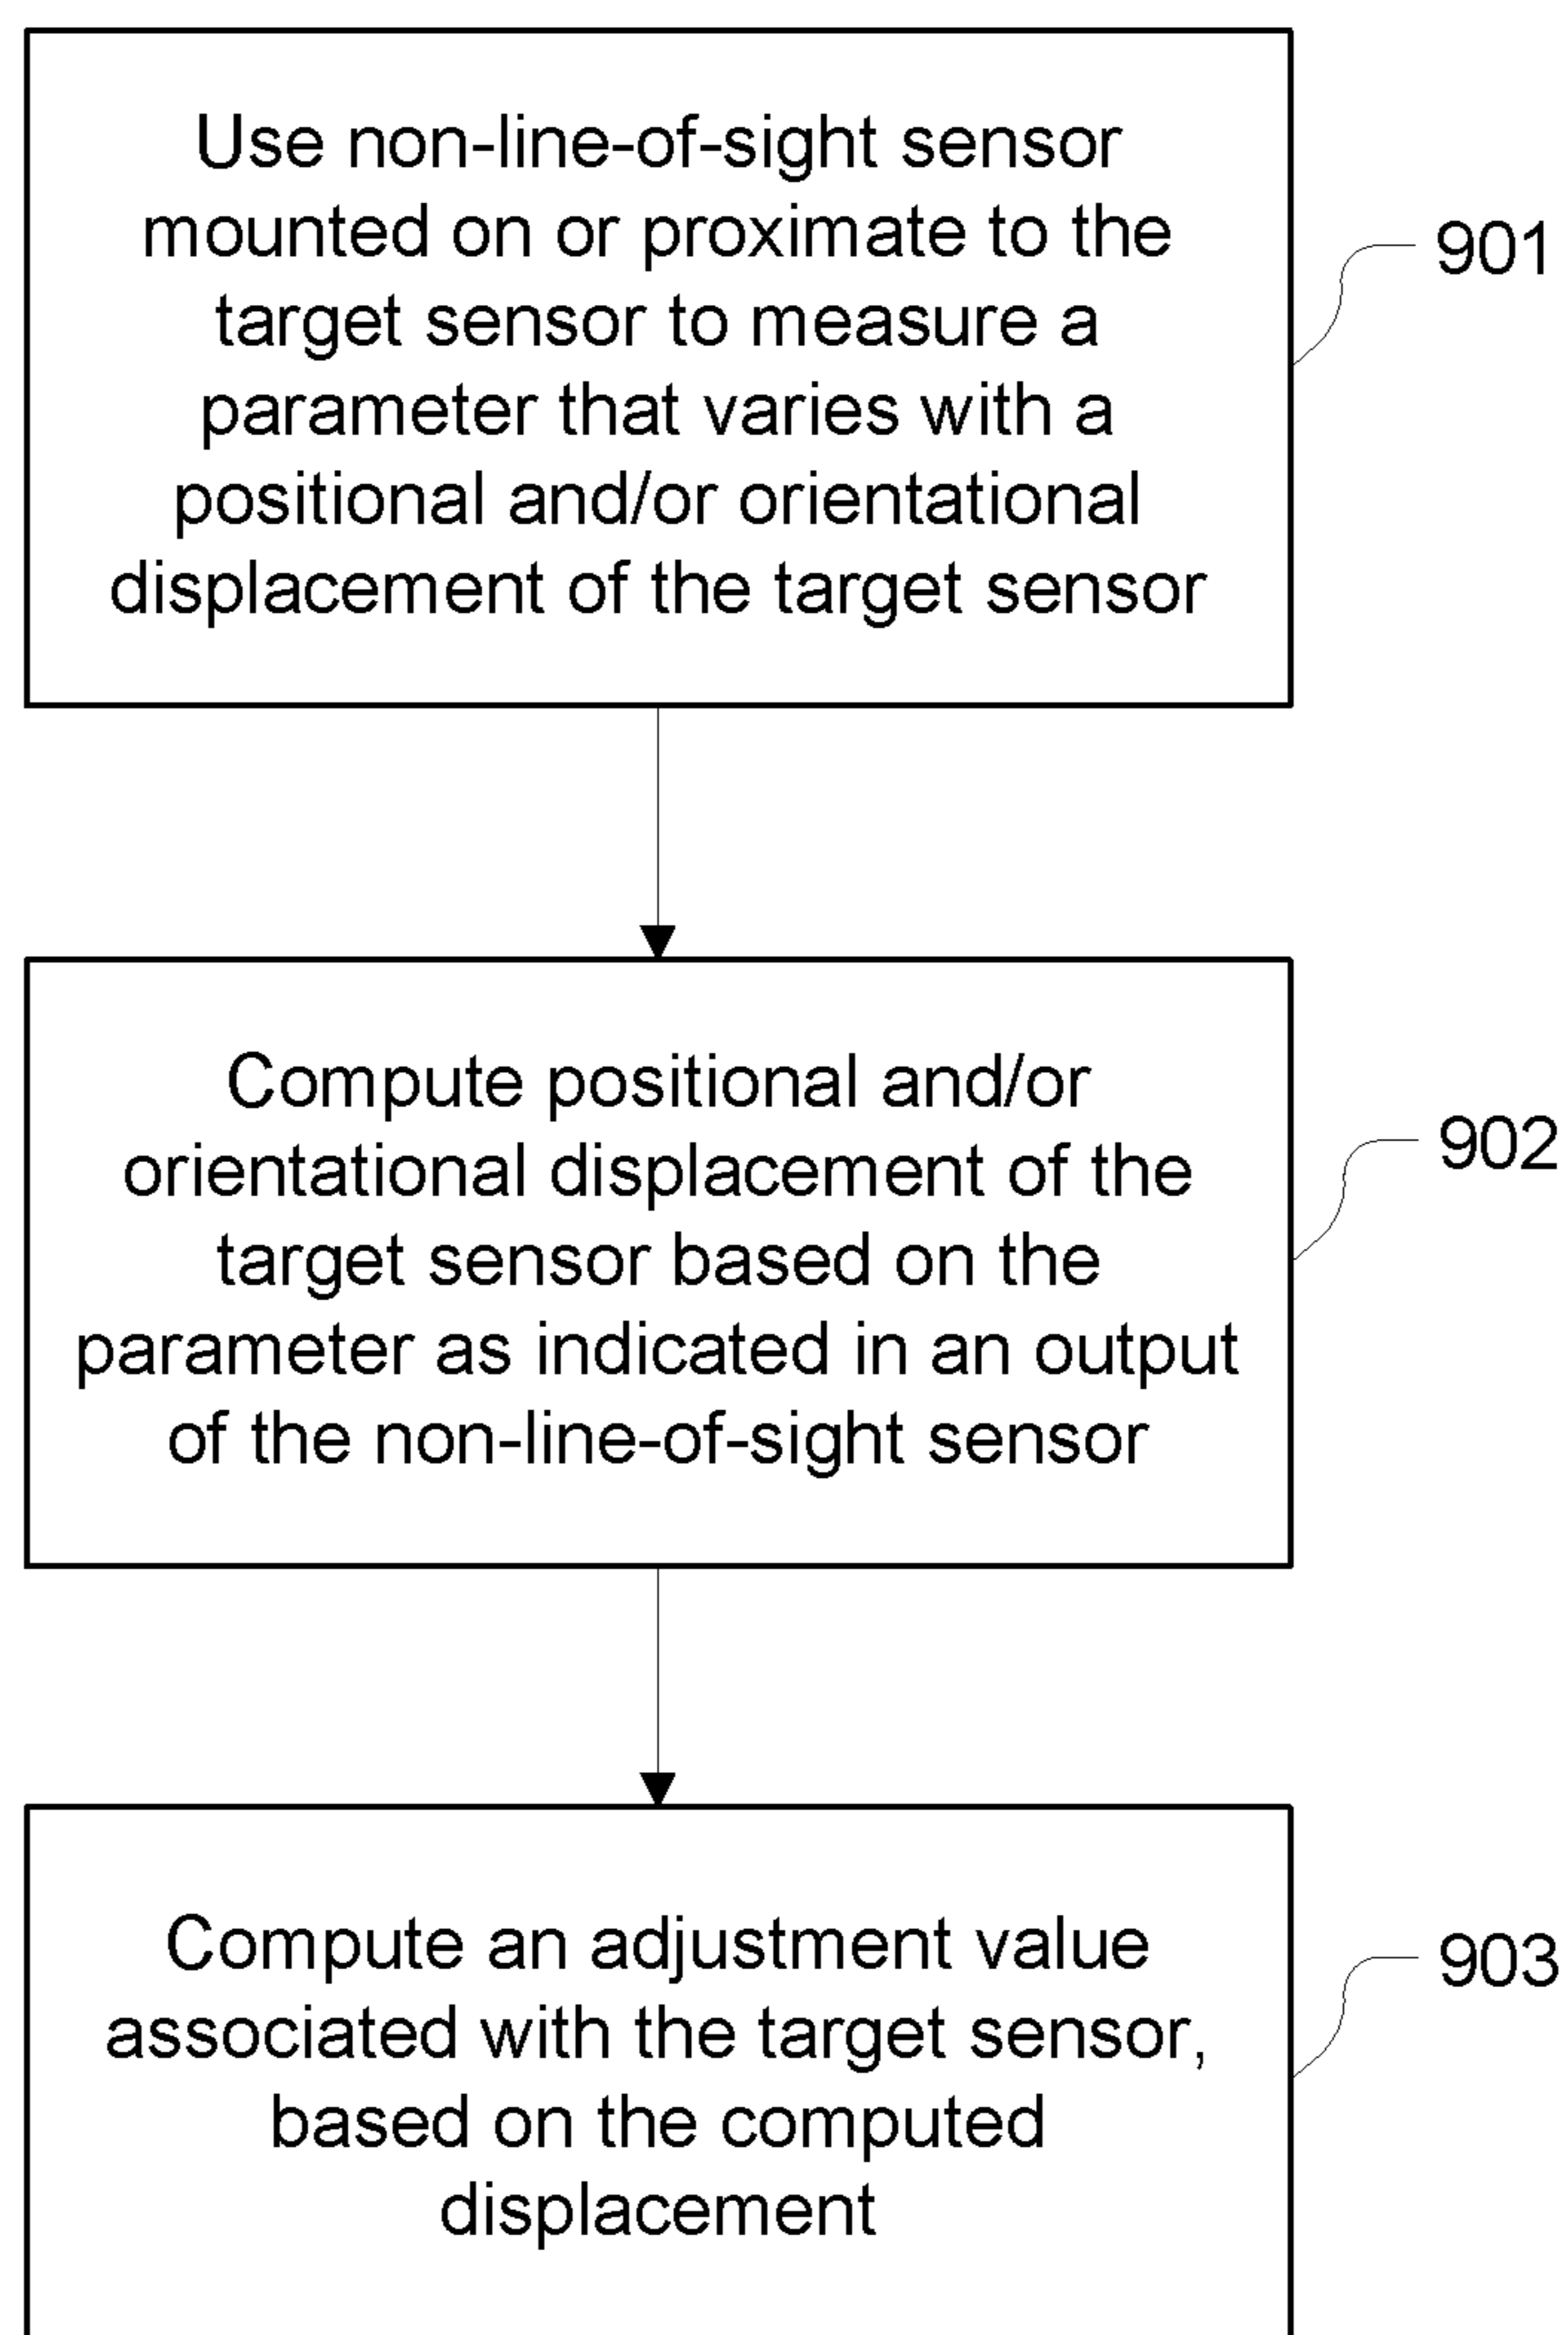 Use non-line-of-sight sensor
mounted on or proximate to the
target sensor to measure a
parameter that varies with a
positional and/or orientational
displacement of the target sensor
901
Compute positional and/or
orientational displacement of the
target sensor based on the
parameter as indicated in an output
of the non-line-of-sight sensor
902
Compute an adjustment value
associated with the target sensor,
based on the computed
displacement
903